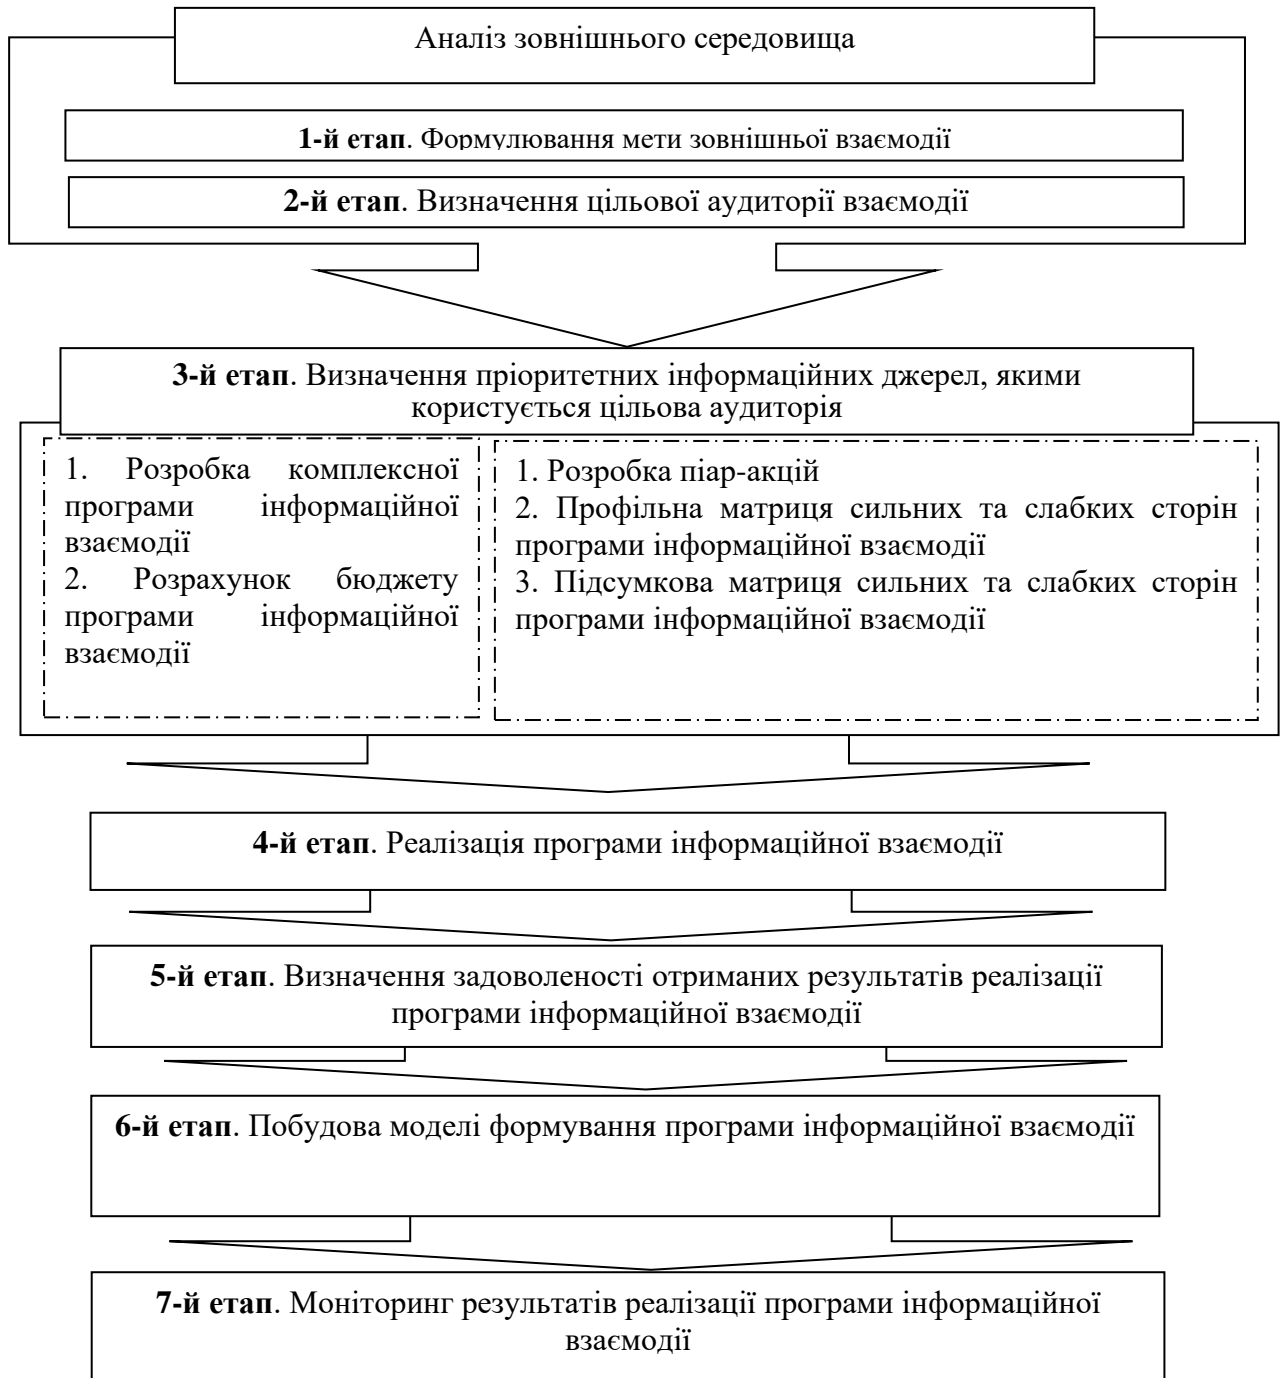 Аналіз зовнішнього середовища
1-й етап. Формулювання мети зовнішньої взаємодії
2-й етап. Визначення цільової аудиторії взаємодії
3-й етап. Визначення пріоритетних інформаційних джерел, якими
користується цільова аудиторія
1. Розробка комплексної
програми інформаційної
взаємодії
2. Розрахунок бюджету
програми інформаційної
взаємодії
1. Розробка піар-акцій
2. Профільна матриця сильних та слабких сторін
програми інформаційної взаємодії
3. Підсумкова матриця сильних та слабких сторін
програми інформаційної взаємодії
4-й етап. Реалізація програми інформаційної взаємодії
5-й етап. Визначення задоволеності отриманих результатів реалізації
програми інформаційної взаємодії
6-й етап. Побудова моделі формування програми інформаційної взаємодії
7-й етап. Моніторинг результатів реалізації програми інформаційної
взаємодії